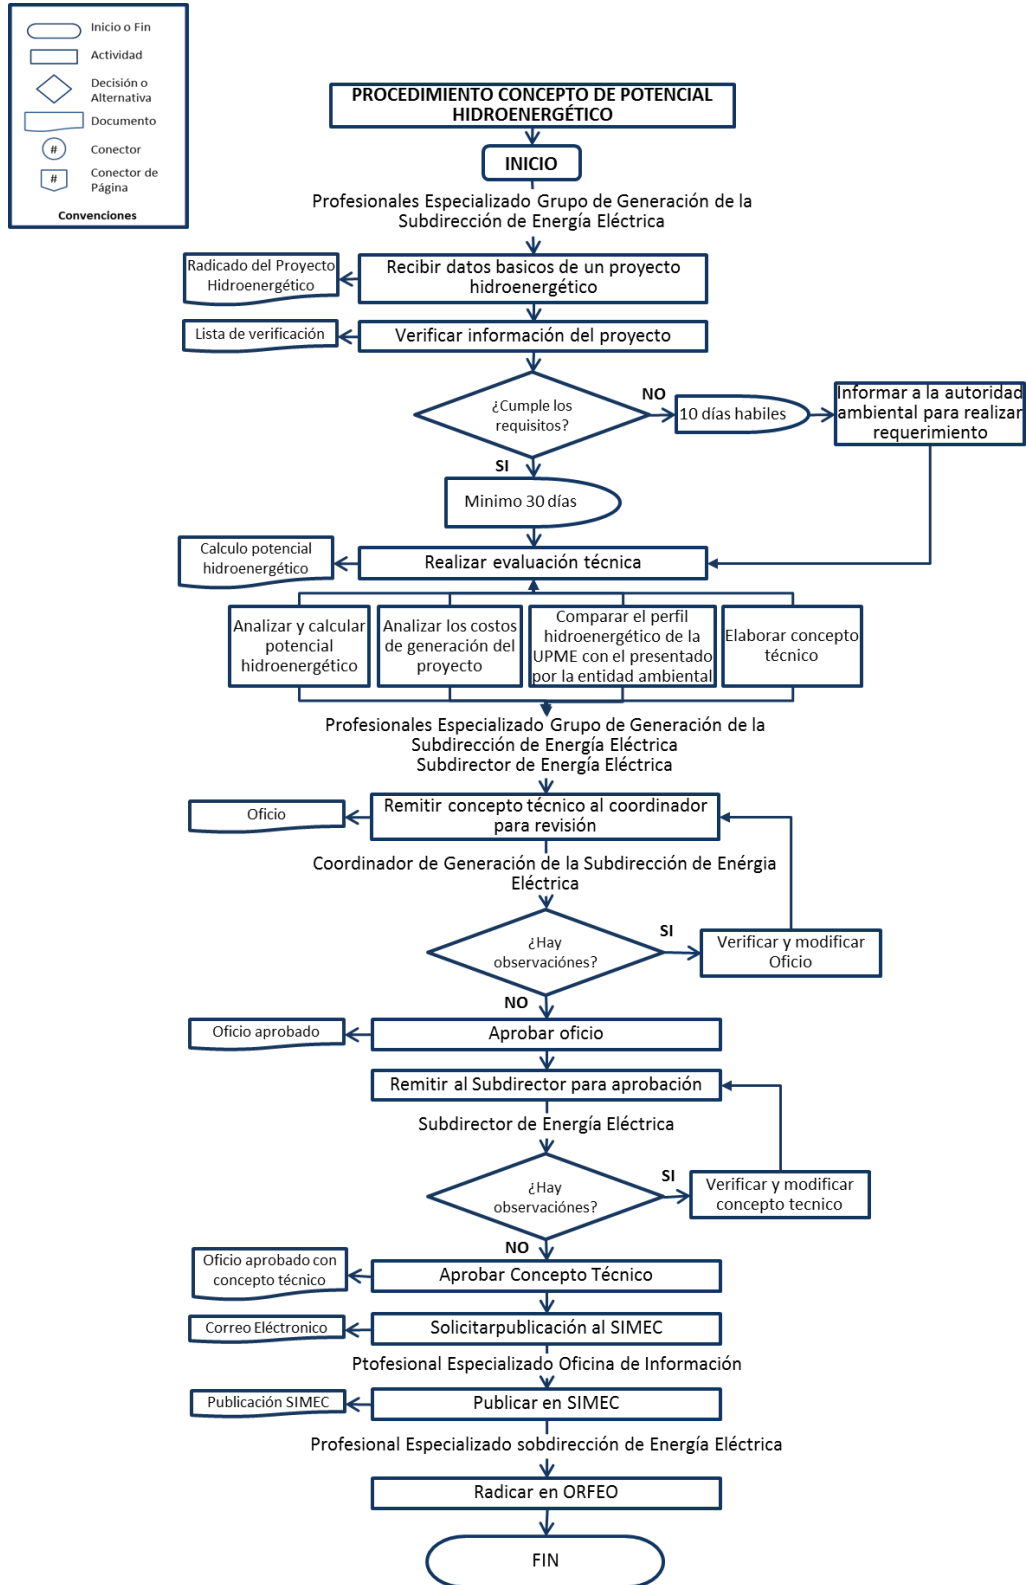 Inicio o Fin
Actividad
Decisión o
Alternativa
Documento
#
Conector
#
Conector de
Página
Convenciones
PROCEDIMIENTO CONCEPTO DE POTENCIAL
HIDROENERGÉTICO
INICIO
Profesionales Especializado Grupo de Generación de la
Subdirección de Energía Eléctrica
Radicado del Proyecto
Hidroenergético
Recibir datos basicos de un proyecto
hidroenergético
Lista de verificación
Verificar información del proyecto
¿Cumple los
requisitos?
NO
10 días habiles
Informar a la autoridad
ambiental para realizar
requerimiento
SI
Minimo 30 días
Calculo potencial
hidroenergético
Realizar evaluación técnica
Analizar y calcular
potencial
hidroenergético
Analizar los costos
de generación del
proyecto
Comparar el perfil
hidroenergético de la
UPME con el presentado
por la entidad ambiental
Elaborar concepto
técnico
Profesionales Especializado Grupo de Generación de la
Subdirección de Energía Eléctrica
Subdirector de Energía Eléctrica
Oficio
Remitir concepto técnico al coordinador
para revisión
Coordinador de Generación de la Subdirección de Enérgia
Eléctrica
¿Hay
observaciónes?
SI
Verificar y modificar
Oficio
NO
Oficio aprobado
Aprobar oficio
Remitir al Subdirector para aprobación
Subdirector de Energía Eléctrica
¿Hay
observaciónes?
SI
Verificar y modificar
concepto tecnico
NO
Oficio aprobado con
concepto técnico
Aprobar Concepto Técnico
Correo Eléctronico
Solicitarpublicación al SIMEC
Ptofesional Especializado Oficina de Información
Publicación SIMEC
Publicar en SIMEC
Profesional Especializado sobdirección de Energía Eléctrica
Radicar en ORFEO
FIN